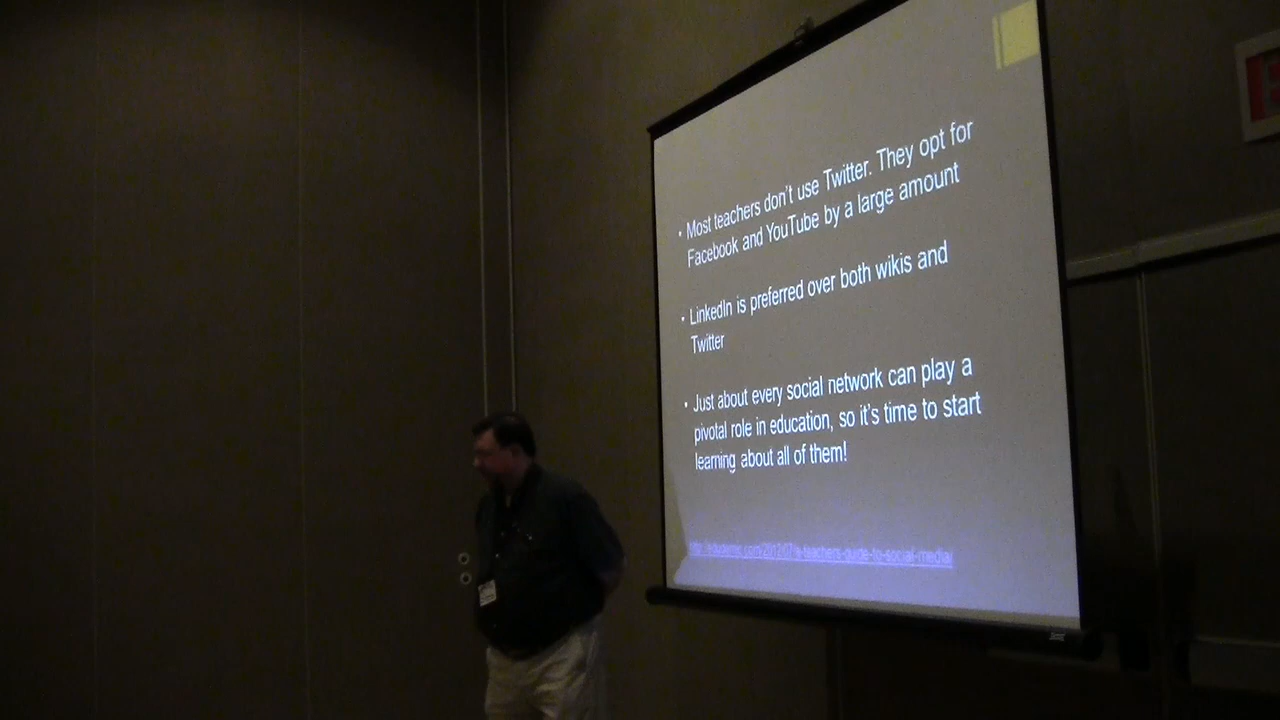 • Most teachers don't use Twitter. They opt for
Facebook and YouTube by a large amount
• LinkedIn is preferred over both wikis and
Twitter
• Just about every social network can play a
pivotal role in education, so it's time to start
learning about all of them!